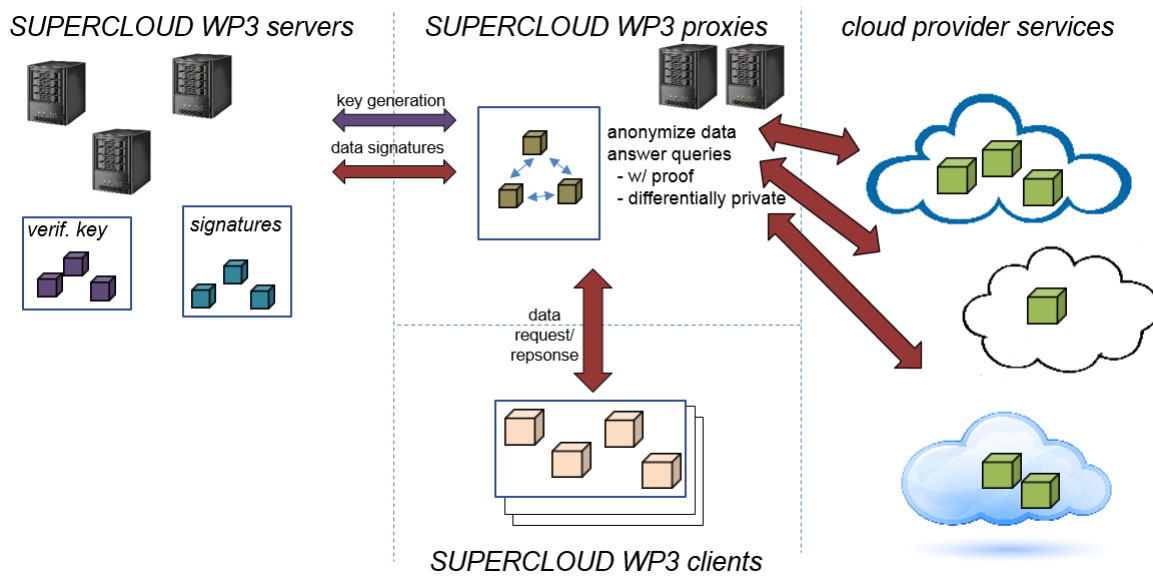 SUPERCLOUD WP3 servers
SUPERCLOUD WP3 proxies
cloud provider services
key generation
data signatures
anonymize data
answer queries
- w/ proof
- differentially private
verif. key
signatures
data
request/
repsonse
SUPERCLOUD WP3 clients